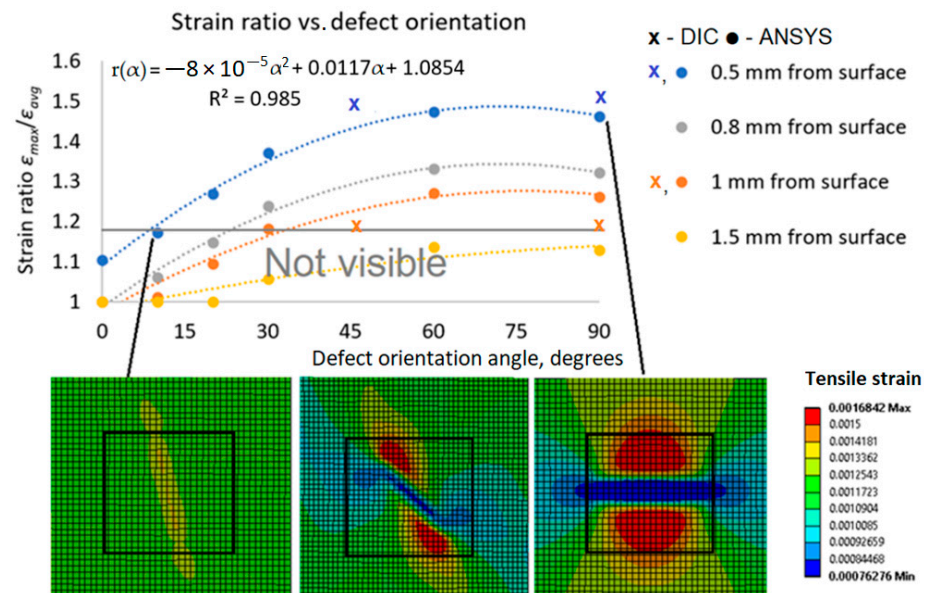 Strain ratio vs. defect orientation
r(α) = −8 × 10⁻⁵α² + 0.0117α + 1.0854
R² = 0.985
Strain ratio εmax/εavg
1.6
1.5
1.4
1.3
1.2
1.1
1
Not visible
0 15 30 45 60 75 90
Defect orientation angle, degrees
x - DIC ● - ANSYS
x, ● 0.5 mm from surface
● 0.8 mm from surface
x, ● 1 mm from surface
● 1.5 mm from surface
Tensile strain
0.0016842 Max
0.0015
0.0014181
0.0013362
0.0012543
0.0011723
0.0010904
0.0010085
0.00092659
0.00084468
0.00076276 Min